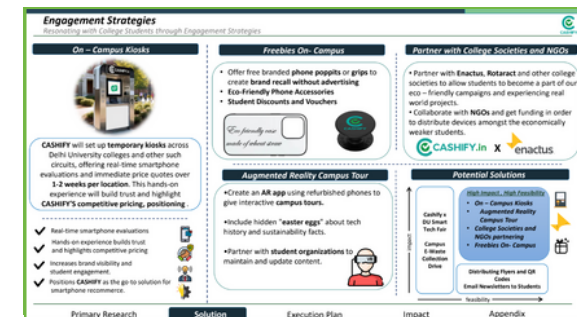 Engagement Strategies
Resonating with College Students through Engagement Strategies
CASHIFY
On – Campus Kiosks
CASHIFY will set up temporary kiosks across
Delhi University colleges and other such
circuits, offering real-time smartphone
evaluations and immediate price quotes over
1-2 weeks per location. This hands-on
experience will build trust and highlight
CASHIFY'S competitive pricing, positioning .
Real-time smartphone evaluations
Hands-on experience builds trust
and highlights competitive pricing
Increases brand visibility and
student engagement.
Positions CASHIFY as the go-to solution for
smartphone recommerce.
Freebies On- Campus
• Offer free branded phone poppits or grips to
create brand recall without advertising
• Eco-Friendly Phone Accessories
• Student Discounts and Vouchers
Eco friendly case
made of wheat straw
Augmented Reality Campus Tour
•Create an AR app using refurbished phones to
give interactive campus tours.
•Include hidden "easter eggs" about tech
history and sustainability facts.
•Partner with student organizations to
maintain and update content.
Partner with College Societies and NGOs
• Partner with Enactus, Rotaract and other college
societies to allow students to become a part of our
eco – friendly campaigns and experiencing real
world projects.
• Collaborate with NGOs and get funding in order
to distribute devices amongst the economically
weaker students.
CASHIFY.in X enactus
Potential Solutions
impact
Cashify x
DU Smart
Tech Fair
Campus
E-Waste
Collection
Drive
High Impact , High Feasibility
• On – Campus Kiosks
• Augmented Reality
Campus Tour
• College Societies and
NGOs partnering
• Freebies On- Campus
Distributing Flyers and QR
Codes
Email Newsletters to Students
feasibility
Primary Research
Solution
Execution Plan
Impact
Appendix